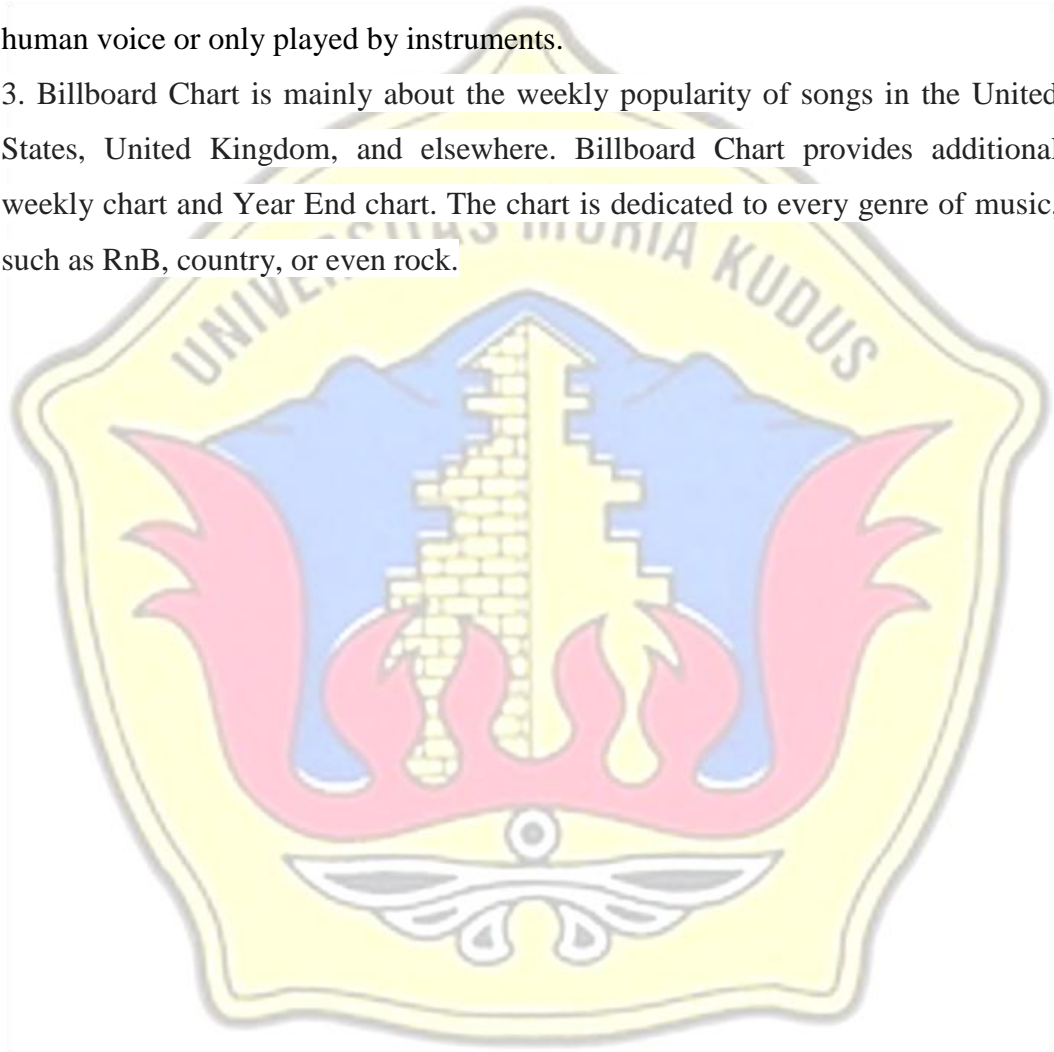 human voice or only played by instruments.
3. Billboard Chart is mainly about the weekly popularity of songs in the United
States, United Kingdom, and elsewhere. Billboard Chart provides additional
weekly chart and Year End chart. The chart is dedicated to every genre of music,
such as RnB, country, or even rock.
UNIVERSITAS MURIA KUDUS